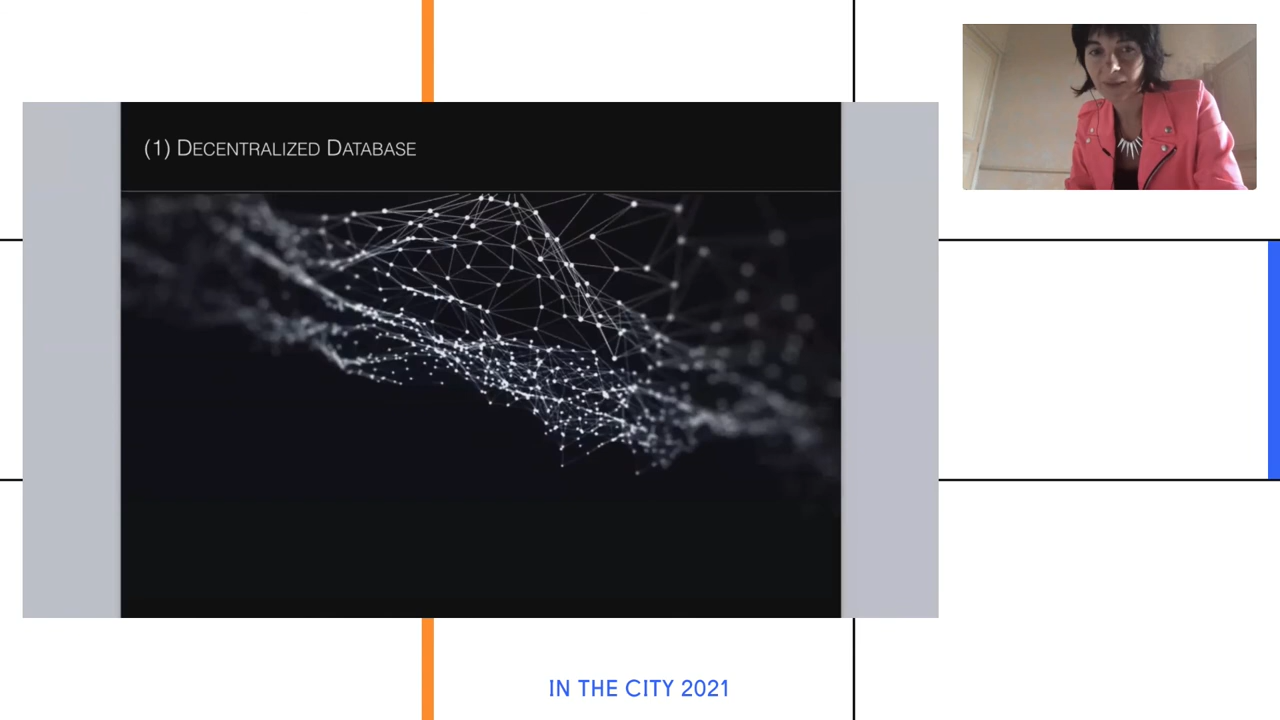 (1) DECENTRALIZED DATABASE
IN THE CITY 2021